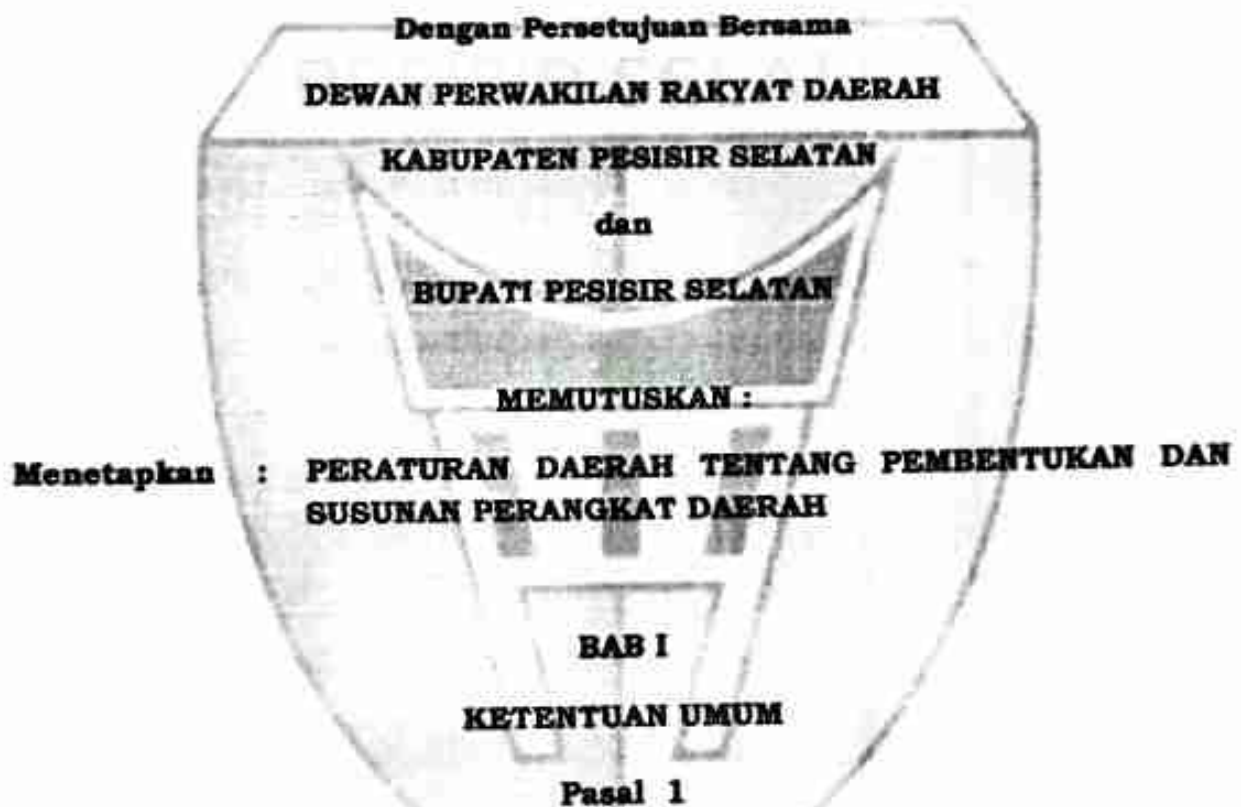 Dengan Persetujuan Bersama
DEWAN PERWAKILAN RAKYAT DAERAH
KABUPATEN PESISIR SELATAN
dan
BUPATI PESISIR SELATAN
MEMUTUSKAN :
Menetapkan : PERATURAN DAERAH TENTANG PEMBENTUKAN DAN
SUSUNAN PERANGKAT DAERAH
BAB I
KETENTUAN UMUM
Pasal 1